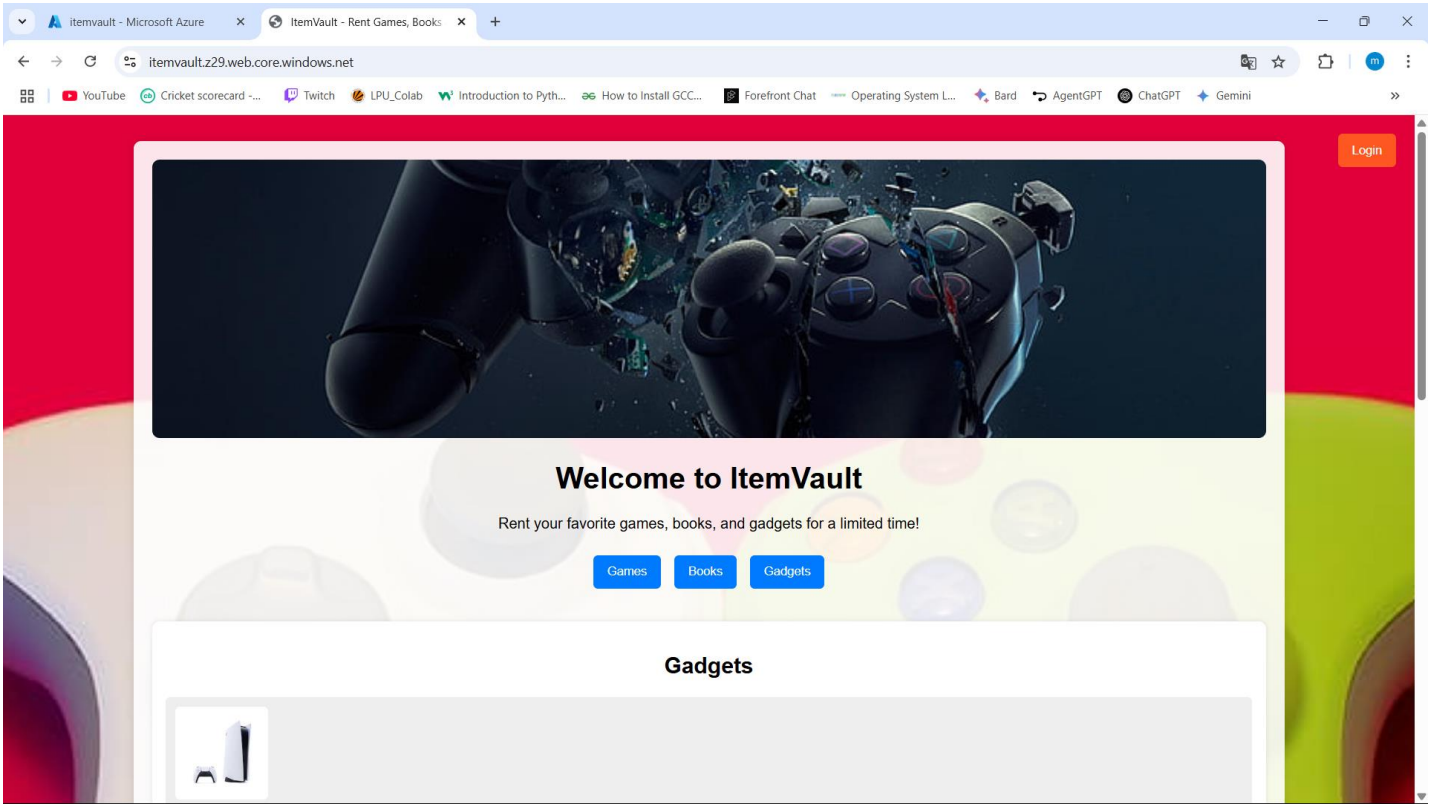 itemvault - Microsoft Azure
ItemVault - Rent Games, Books
itemvault.z29.web.core.windows.net
m
YouTube
Cricket scorecard -...
Twitch
LPU_Colab
Introduction to Pyth...
How to Install GCC...
Forefront Chat
Operating System L...
Bard
AgentGPT
ChatGPT
Gemini
Login
Welcome to ItemVault
Rent your favorite games, books, and gadgets for a limited time!
Games
Books
Gadgets
Gadgets